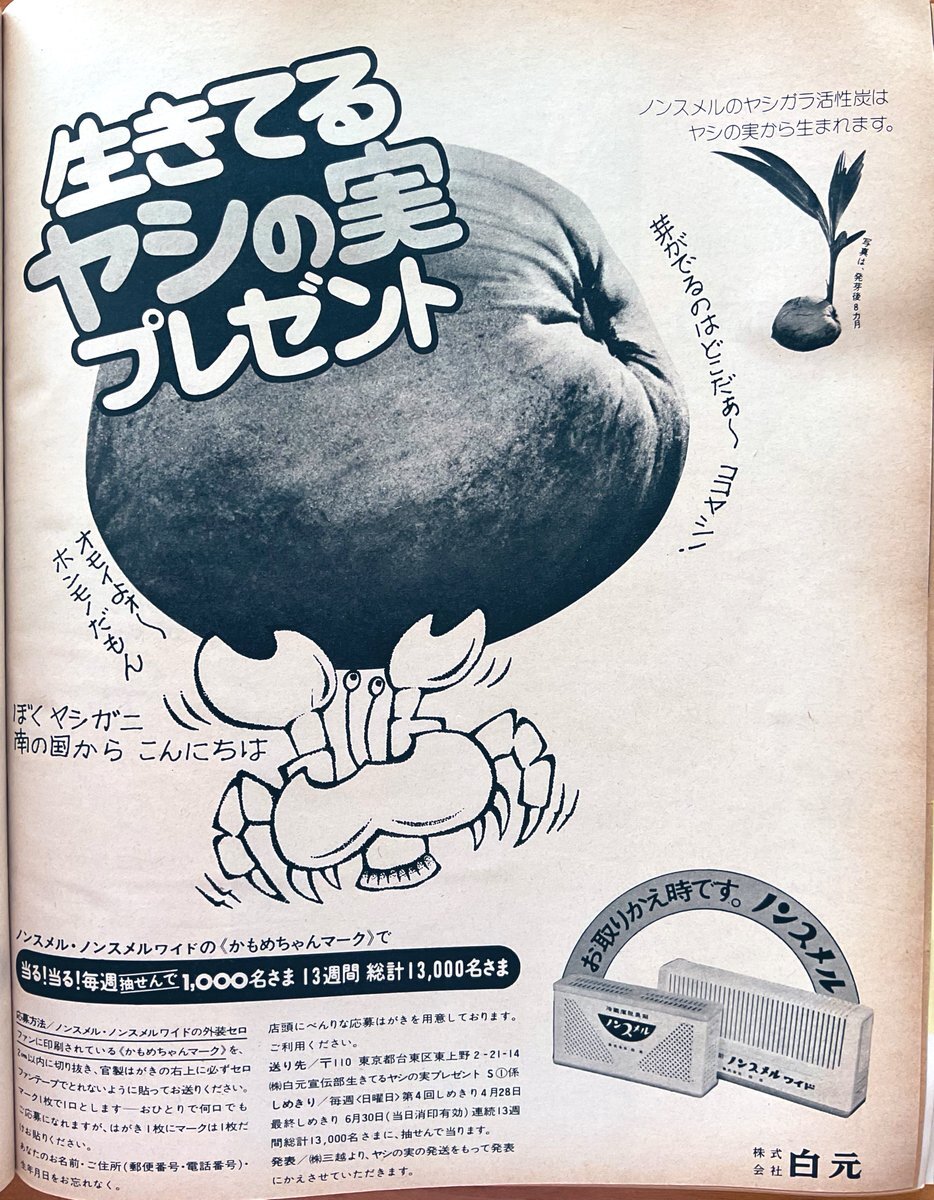 生きてる
ヤシの実
プレゼント
ノンスメルのヤシガラ活性炭は
ヤシの実から生まれます。
写真は、発芽後8カ月
芽がでるのはどこだぁ〜 ココヤシ!
オモイよォ〜
ホンモノだもん
ぼく ヤシガニ
南の国から こんにちは
お取りかえ時です。ノンスメル
冷蔵庫脱臭剤
ノンスメル
ノンスメルワイド
ノンスメル・ノンスメルワイドの《かもめちゃんマーク》で
当る!当る!毎週抽せんで1,000名さま 13週間 総計13,000名さま
応募方法/ノンスメル・ノンスメルワイドの外装セロ
ファンに印刷されている《かもめちゃんマーク》を、
2㎜以内に切り抜き、官製はがきの右上に必ずセロ
ファンテープでとれないように貼ってお送りください。
マーク1枚で1口とします——おひとりで何口でも
ご応募になれますが、はがき1枚にマークは1枚だ
けお貼りください。
あなたのお名前・ご住所(郵便番号・電話番号)・
生年月日をお忘れなく。
店頭にべんりな応募はがきを用意しております。
ご利用ください。
送り先/〒110 東京都台東区東上野2-21-14
㈱白元宣伝部生きてるヤシの実プレゼント S①係
しめきり/毎週〈日曜日〉第4回しめきり4月28日
最終しめきり 6月30日(当日消印有効)連続13週
間総計13,000名さまに、抽せんで当ります。
発表/㈱三越より、ヤシの実の発送をもって発表
にかえさせていただきます。
株式会社 白元